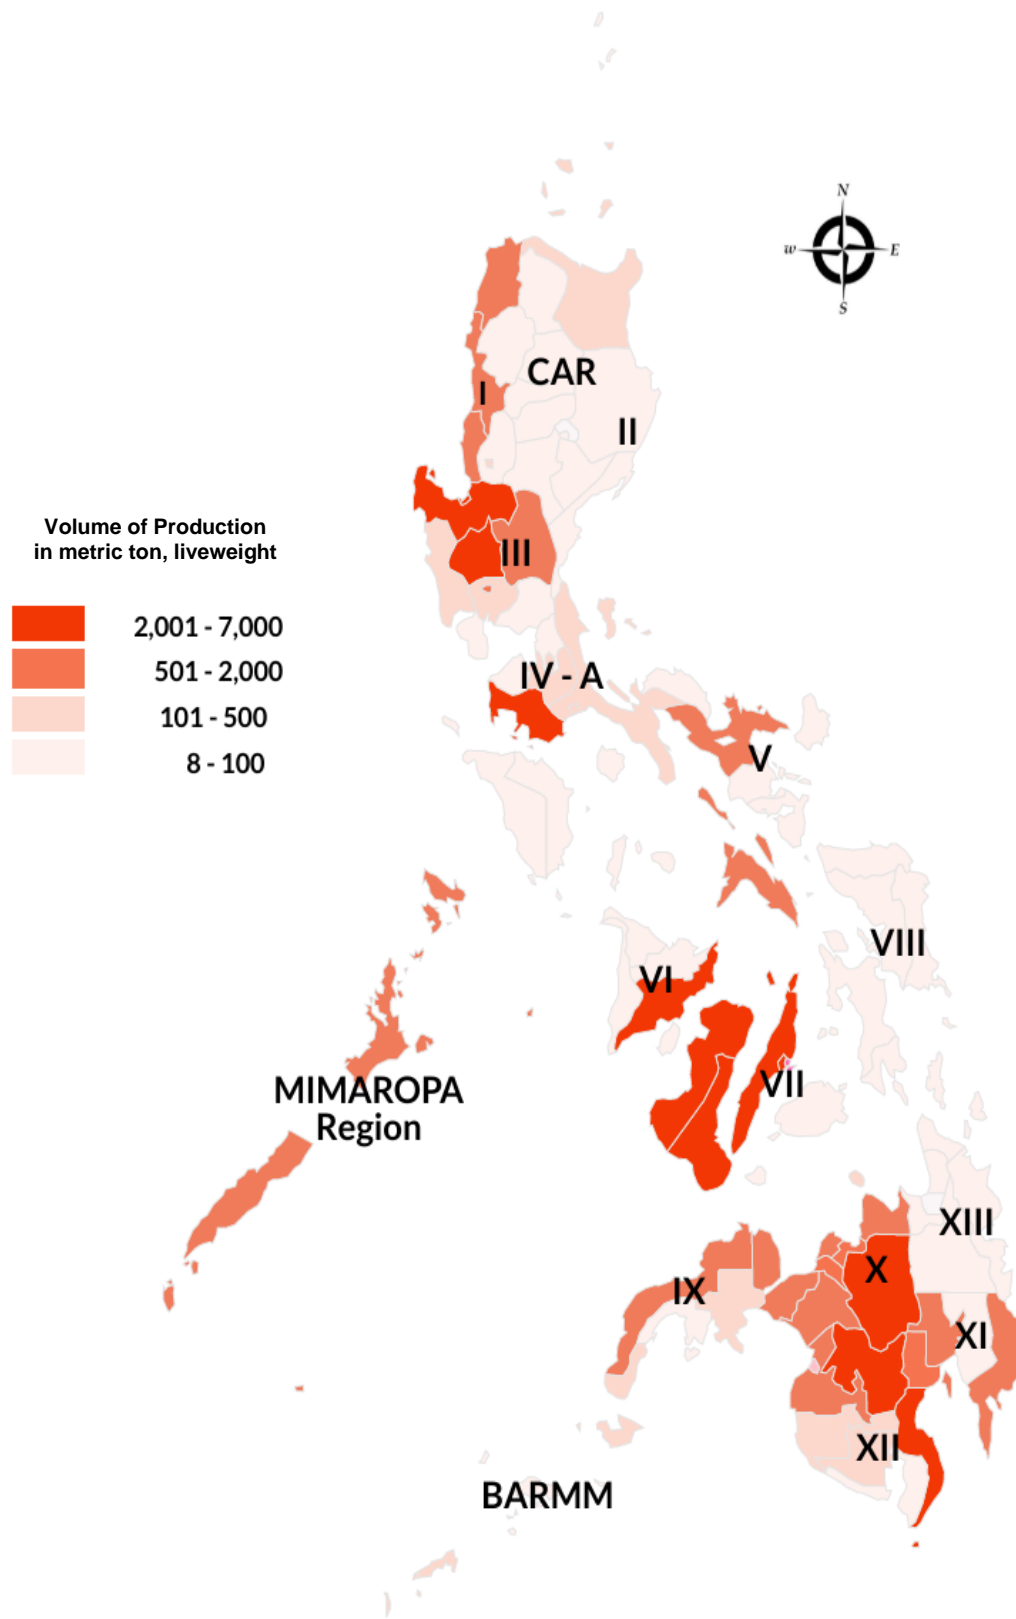 N
W
E
S
CAR
I
II
Volume of Production
in metric ton, liveweight
III
2,001 - 7,000
501 - 2,000
IV - A
101 - 500
V
8 - 100
VIII
VI
VII
MIMAROPA
Region
XIII
X
IX
XI
XII
BARMM